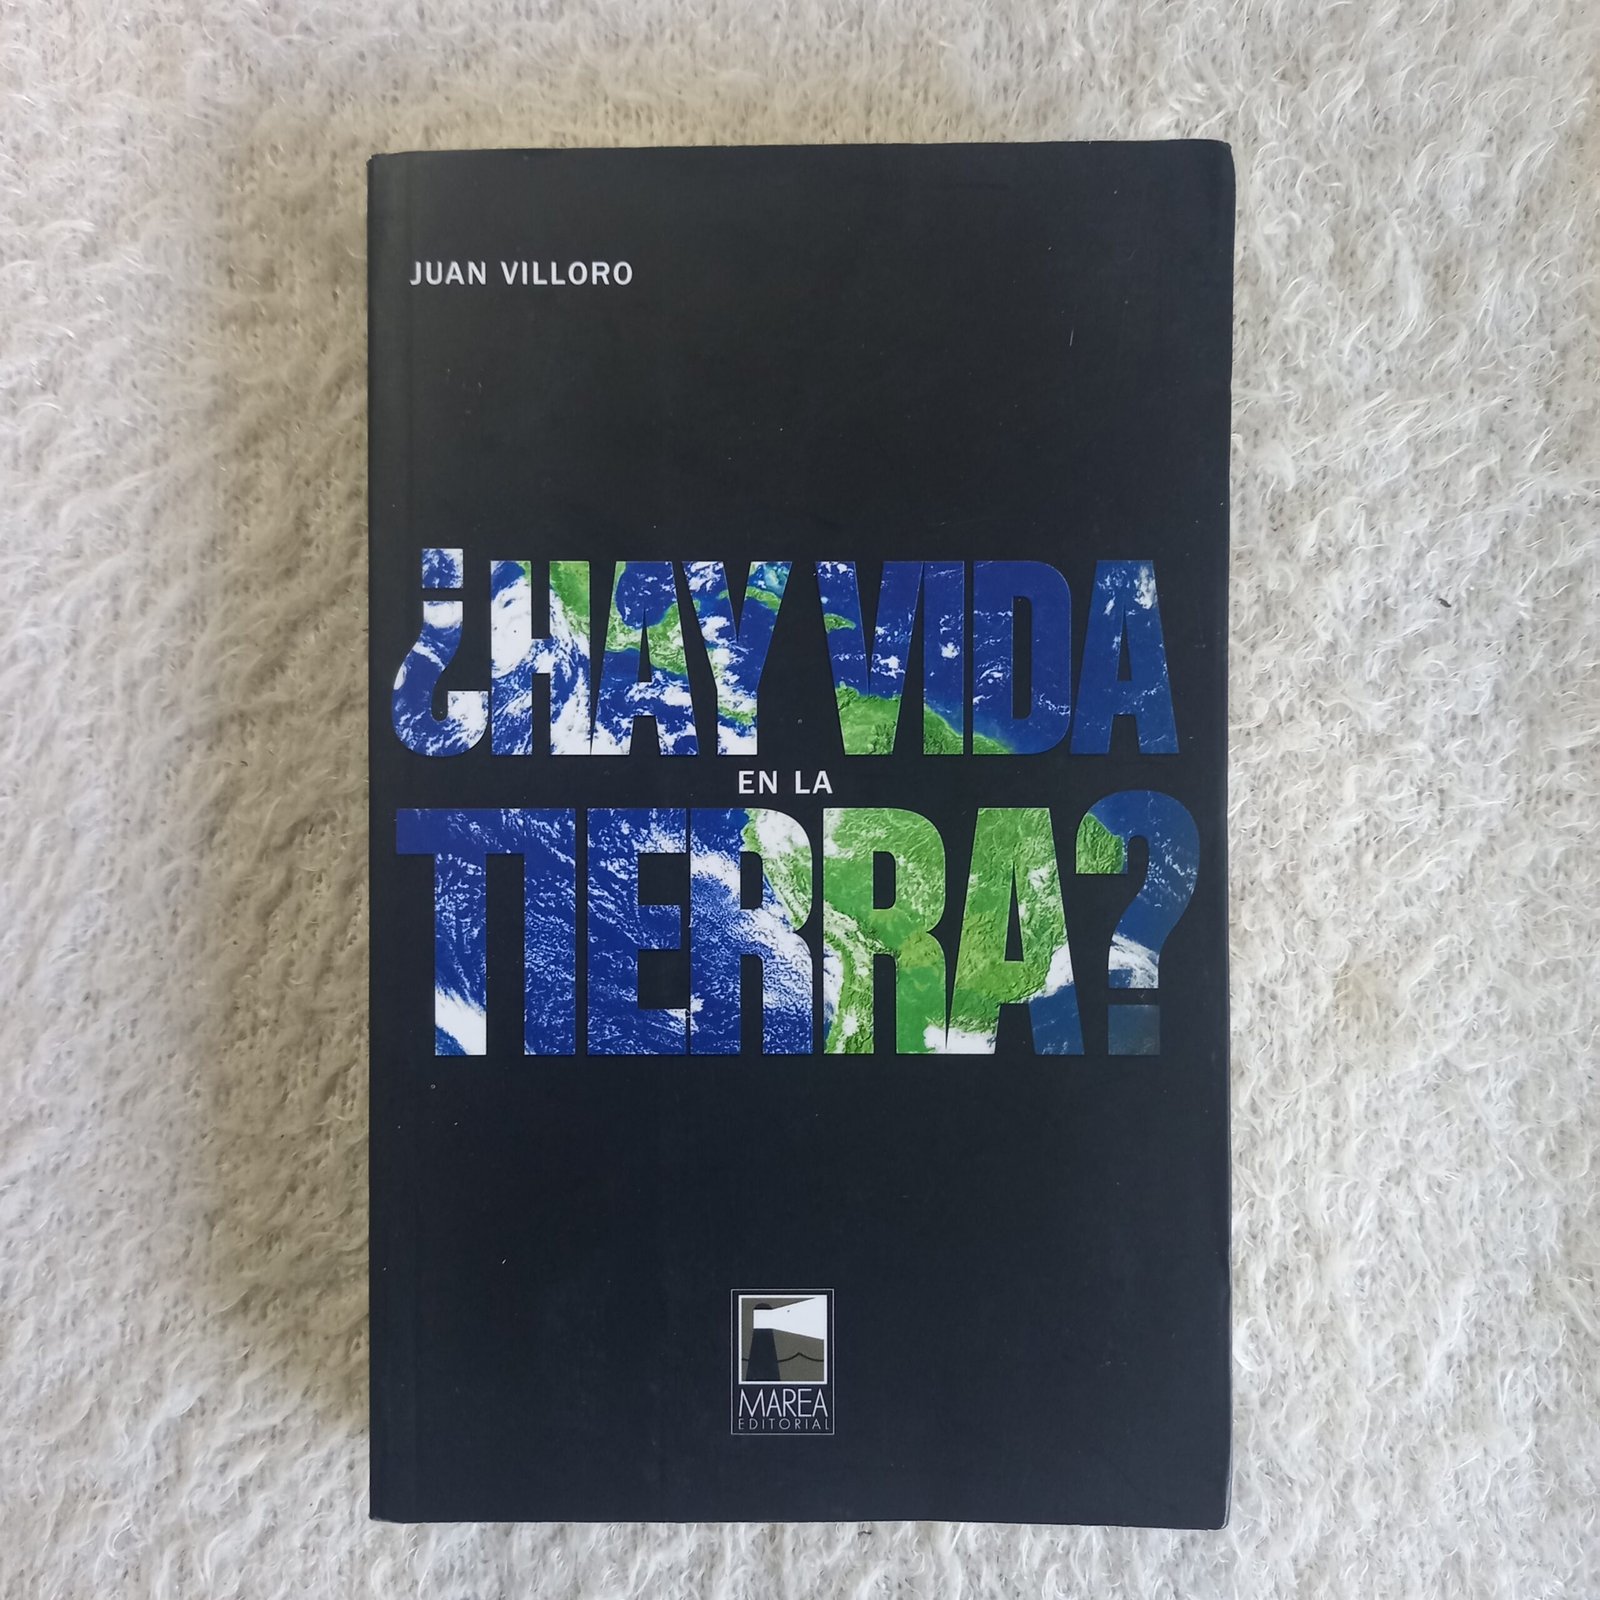 JUAN VILLORO
¿HAY VIDA
EN LA
TIERRA?
MAREA
EDITORIAL